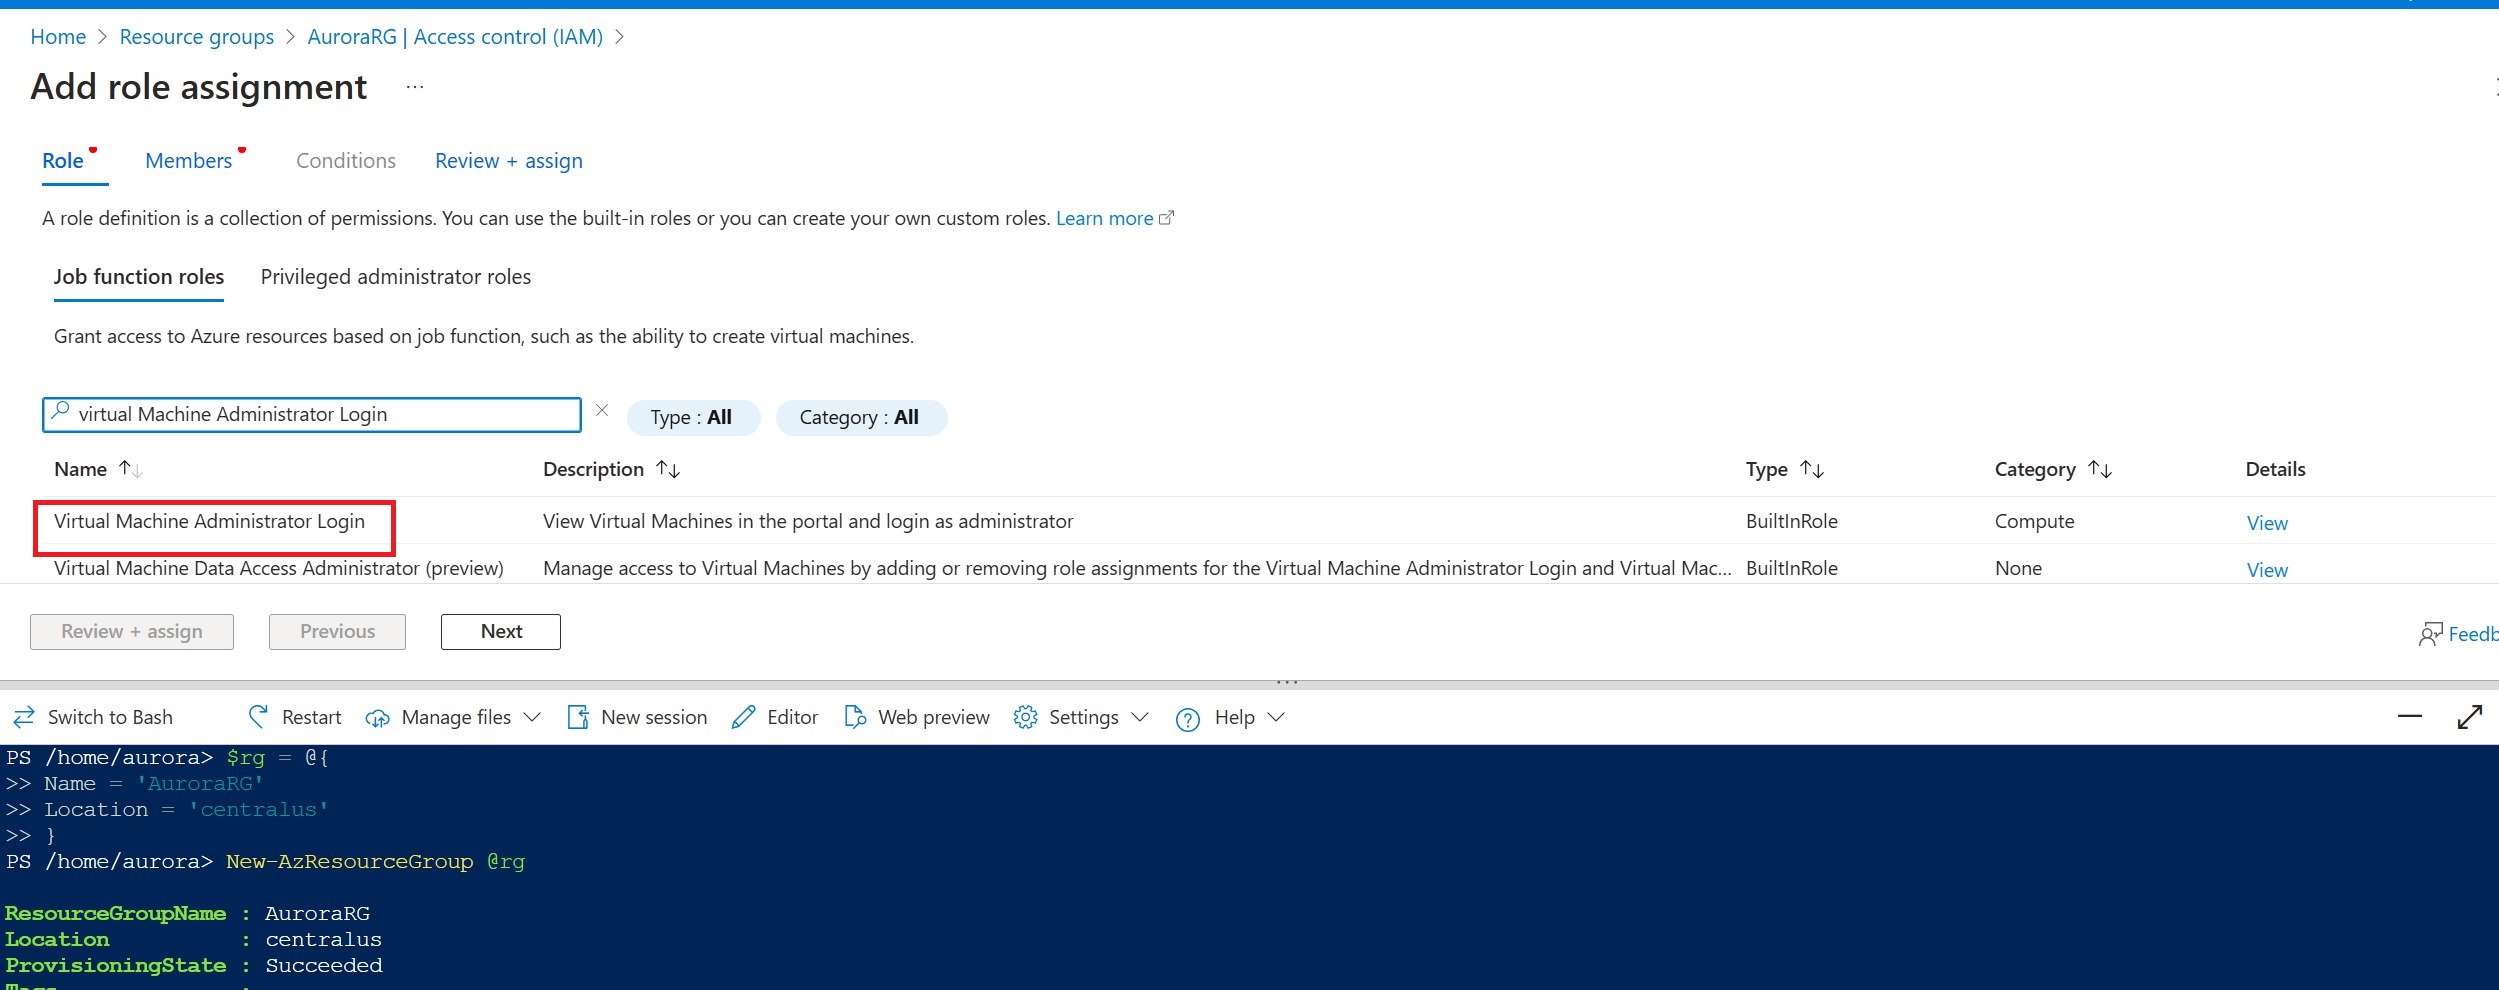 Home > Resource groups > AuroraRG | Access control (IAM) >
Add role assignment ...
Role Members Conditions Review + assign
A role definition is a collection of permissions. You can use the built-in roles or you can create your own custom roles. Learn more
Job function roles Privileged administrator roles
Grant access to Azure resources based on job function, such as the ability to create virtual machines.
virtual Machine Administrator Login Type : All Category : All
Name Description Type Category Details
Virtual Machine Administrator Login View Virtual Machines in the portal and login as administrator BuiltInRole Compute View
Virtual Machine Data Access Administrator (preview) Manage access to Virtual Machines by adding or removing role assignments for the Virtual Machine Administrator Login and Virtual Mac... BuiltInRole None View
Review + assign Previous Next Feedb
Switch to Bash Restart Manage files New session Editor Web preview Settings Help
PS /home/aurora> $rg = @{
>> Name = 'AuroraRG'
>> Location = 'centralus'
>> }
PS /home/aurora> New-AzResourceGroup @rg
ResourceGroupName : AuroraRG
Location : centralus
ProvisioningState : Succeeded